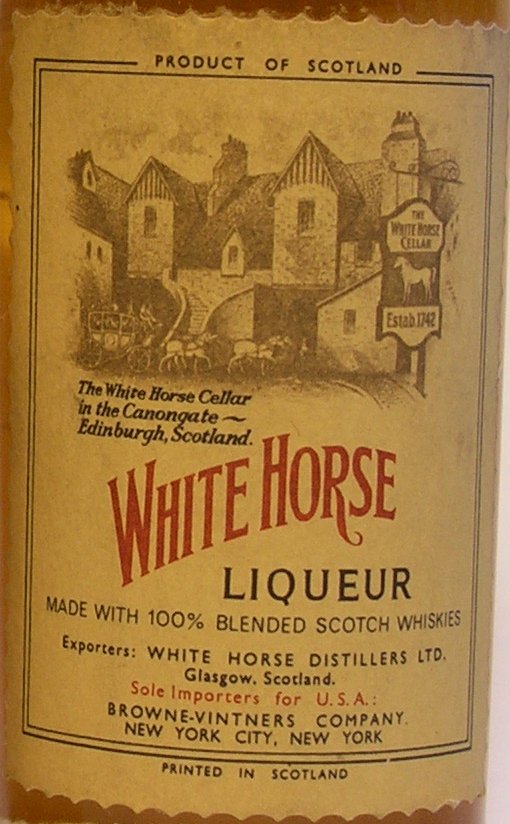 PRODUCT OF SCOTLAND
THE
WHITE HORSE
CELLAR
Estab. 1742
The White Horse Cellar
in the Canongate ~
Edinburgh, Scotland.
WHITE HORSE
LIQUEUR
MADE WITH 100% BLENDED SCOTCH WHISKIES
Exporters: WHITE HORSE DISTILLERS LTD.
Glasgow, Scotland.
Sole Importers for U.S.A.:
BROWNE-VINTNERS COMPANY.
NEW YORK CITY, NEW YORK
PRINTED IN SCOTLAND